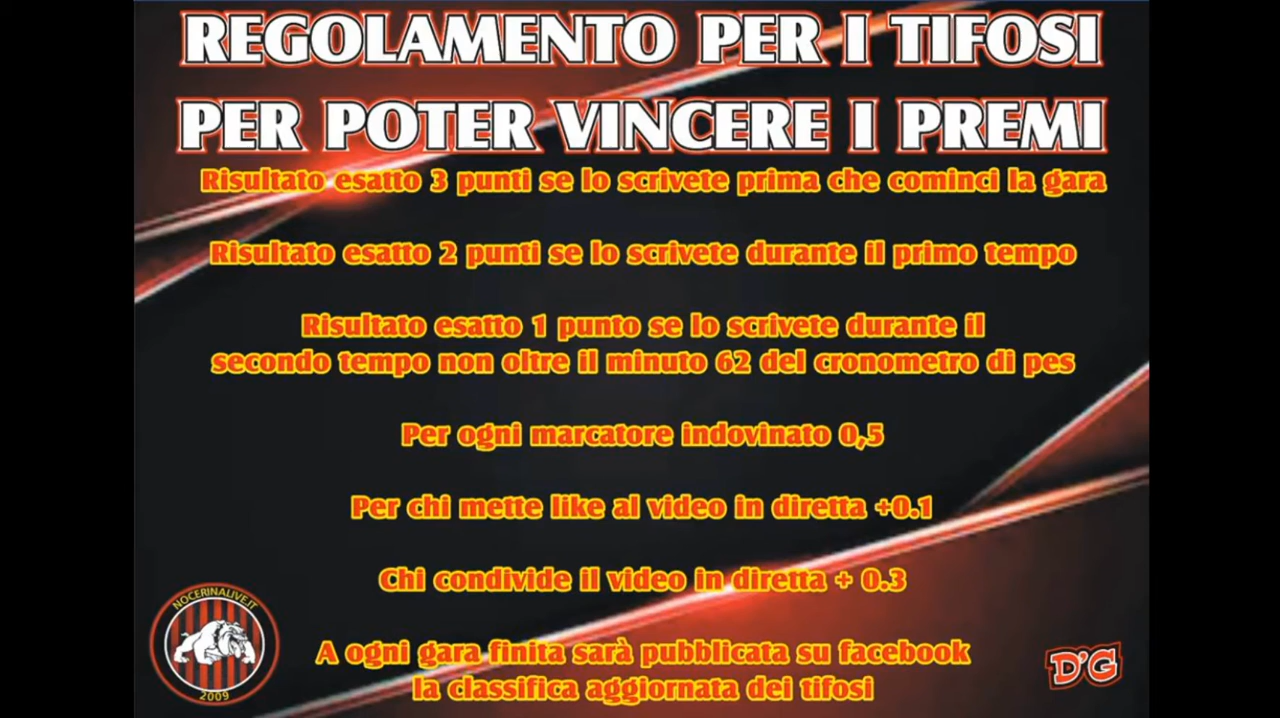 REGOLAMENTO PER I TIFOSI
PER POTER VINCERE I PREMI
Risultato esatto 3 punti se lo scrivete prima che cominci la gara
Risultato esatto 2 punti se lo scrivete durante il primo tempo
Risultato esatto 1 punto se lo scrivete durante il
secondo tempo non oltre il minuto 62 del cronometro di pes
Per ogni marcatore indovinato 0,5
Per chi mette like al video in diretta +0.1
Chi condivide il video in diretta + 0.3
A ogni gara finita sarà pubblicata su facebook
la classifica aggiornata dei tifosi
NOCERINALIVE.IT
2009
D'G